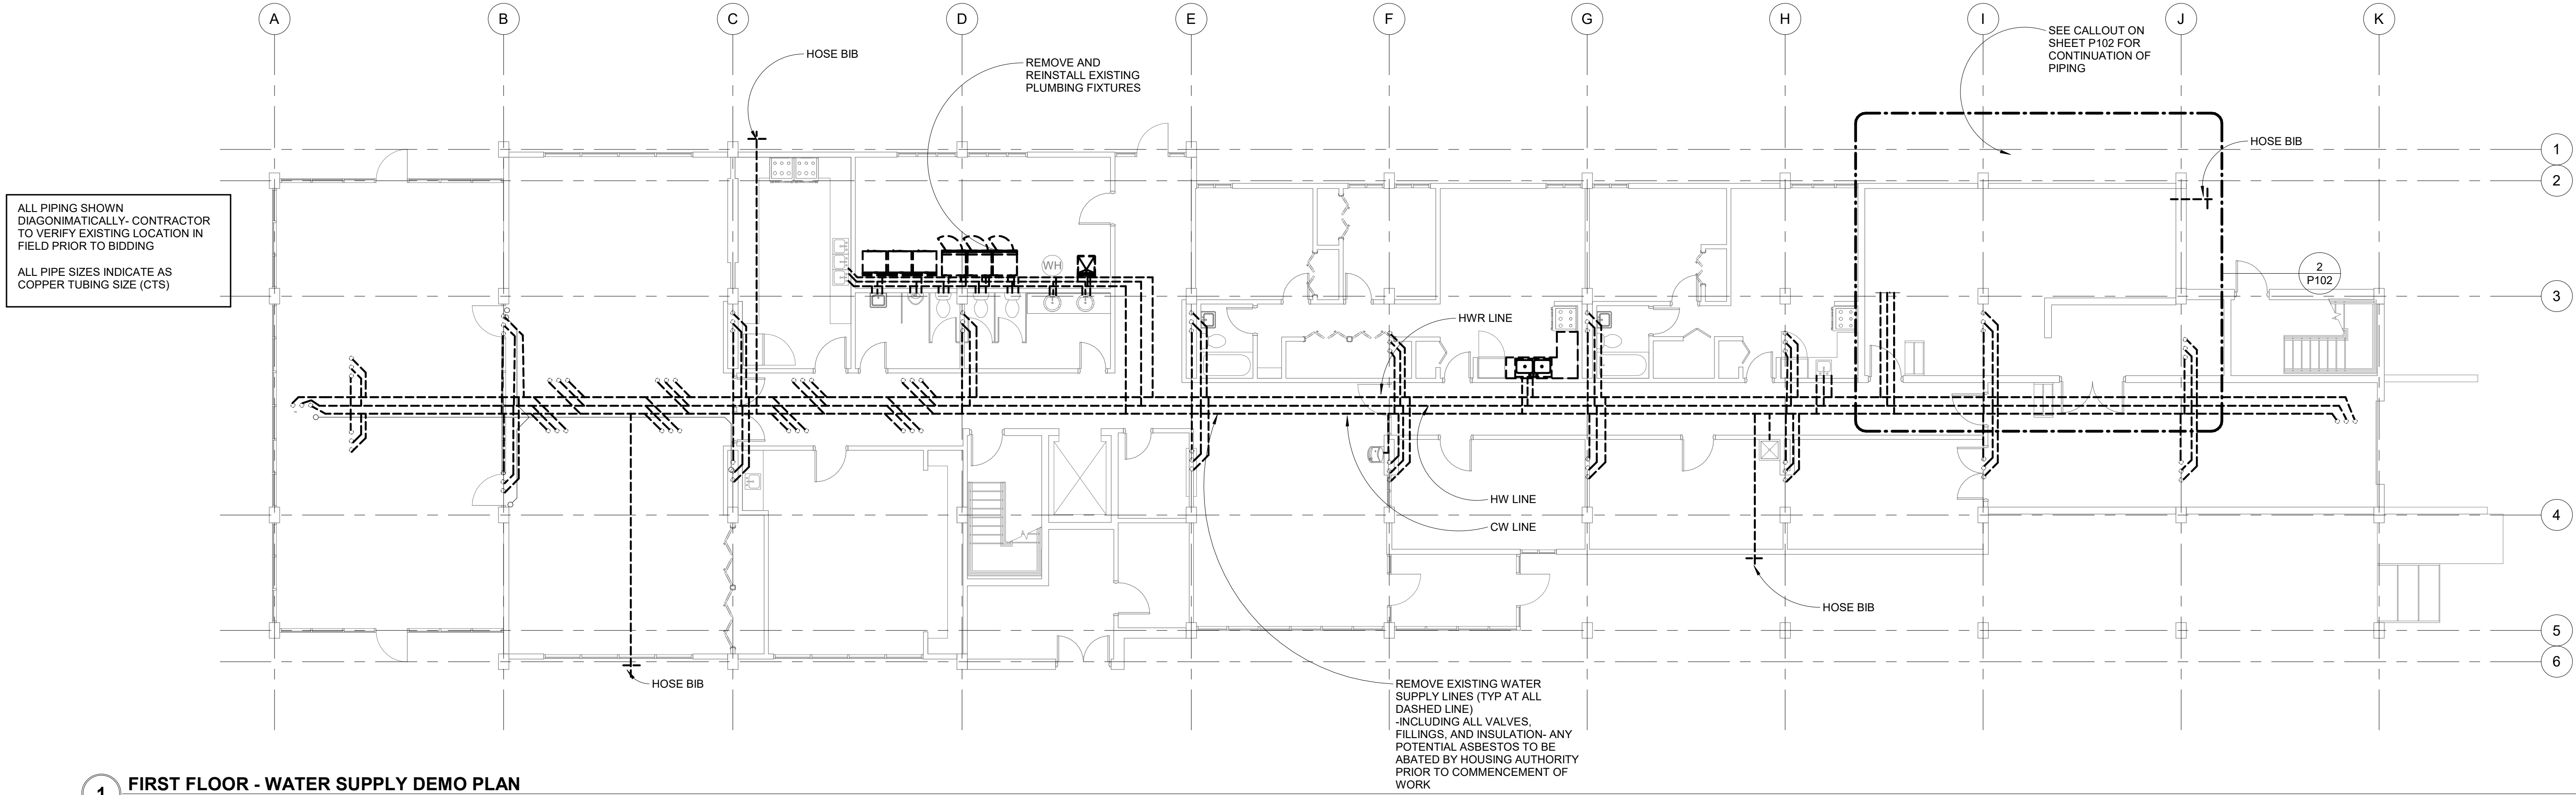 A
B
C
D
E
F
G
H
I
J
K
HOSE BIB
REMOVE AND
REINSTALL EXISTING
PLUMBING FIXTURES
SEE CALLOUT ON
SHEET P102 FOR
CONTINUATION OF
PIPING
HOSE BIB
1
2
ALL PIPING SHOWN
DIAGONIMATICALLY- CONTRACTOR
TO VERIFY EXISTING LOCATION IN
FIELD PRIOR TO BIDDING
ALL PIPE SIZES INDICATE AS
COPPER TUBING SIZE (CTS)
WH
2
P102
3
HWR LINE
HW LINE
CW LINE
4
HOSE BIB
5
6
HOSE BIB
REMOVE EXISTING WATER
SUPPLY LINES (TYP AT ALL
DASHED LINE)
-INCLUDING ALL VALVES,
FILLINGS, AND INSULATION- ANY
POTENTIAL ASBESTOS TO BE
ABATED BY HOUSING AUTHORITY
PRIOR TO COMMENCEMENT OF
WORK
1
FIRST FLOOR - WATER SUPPLY DEMO PLAN